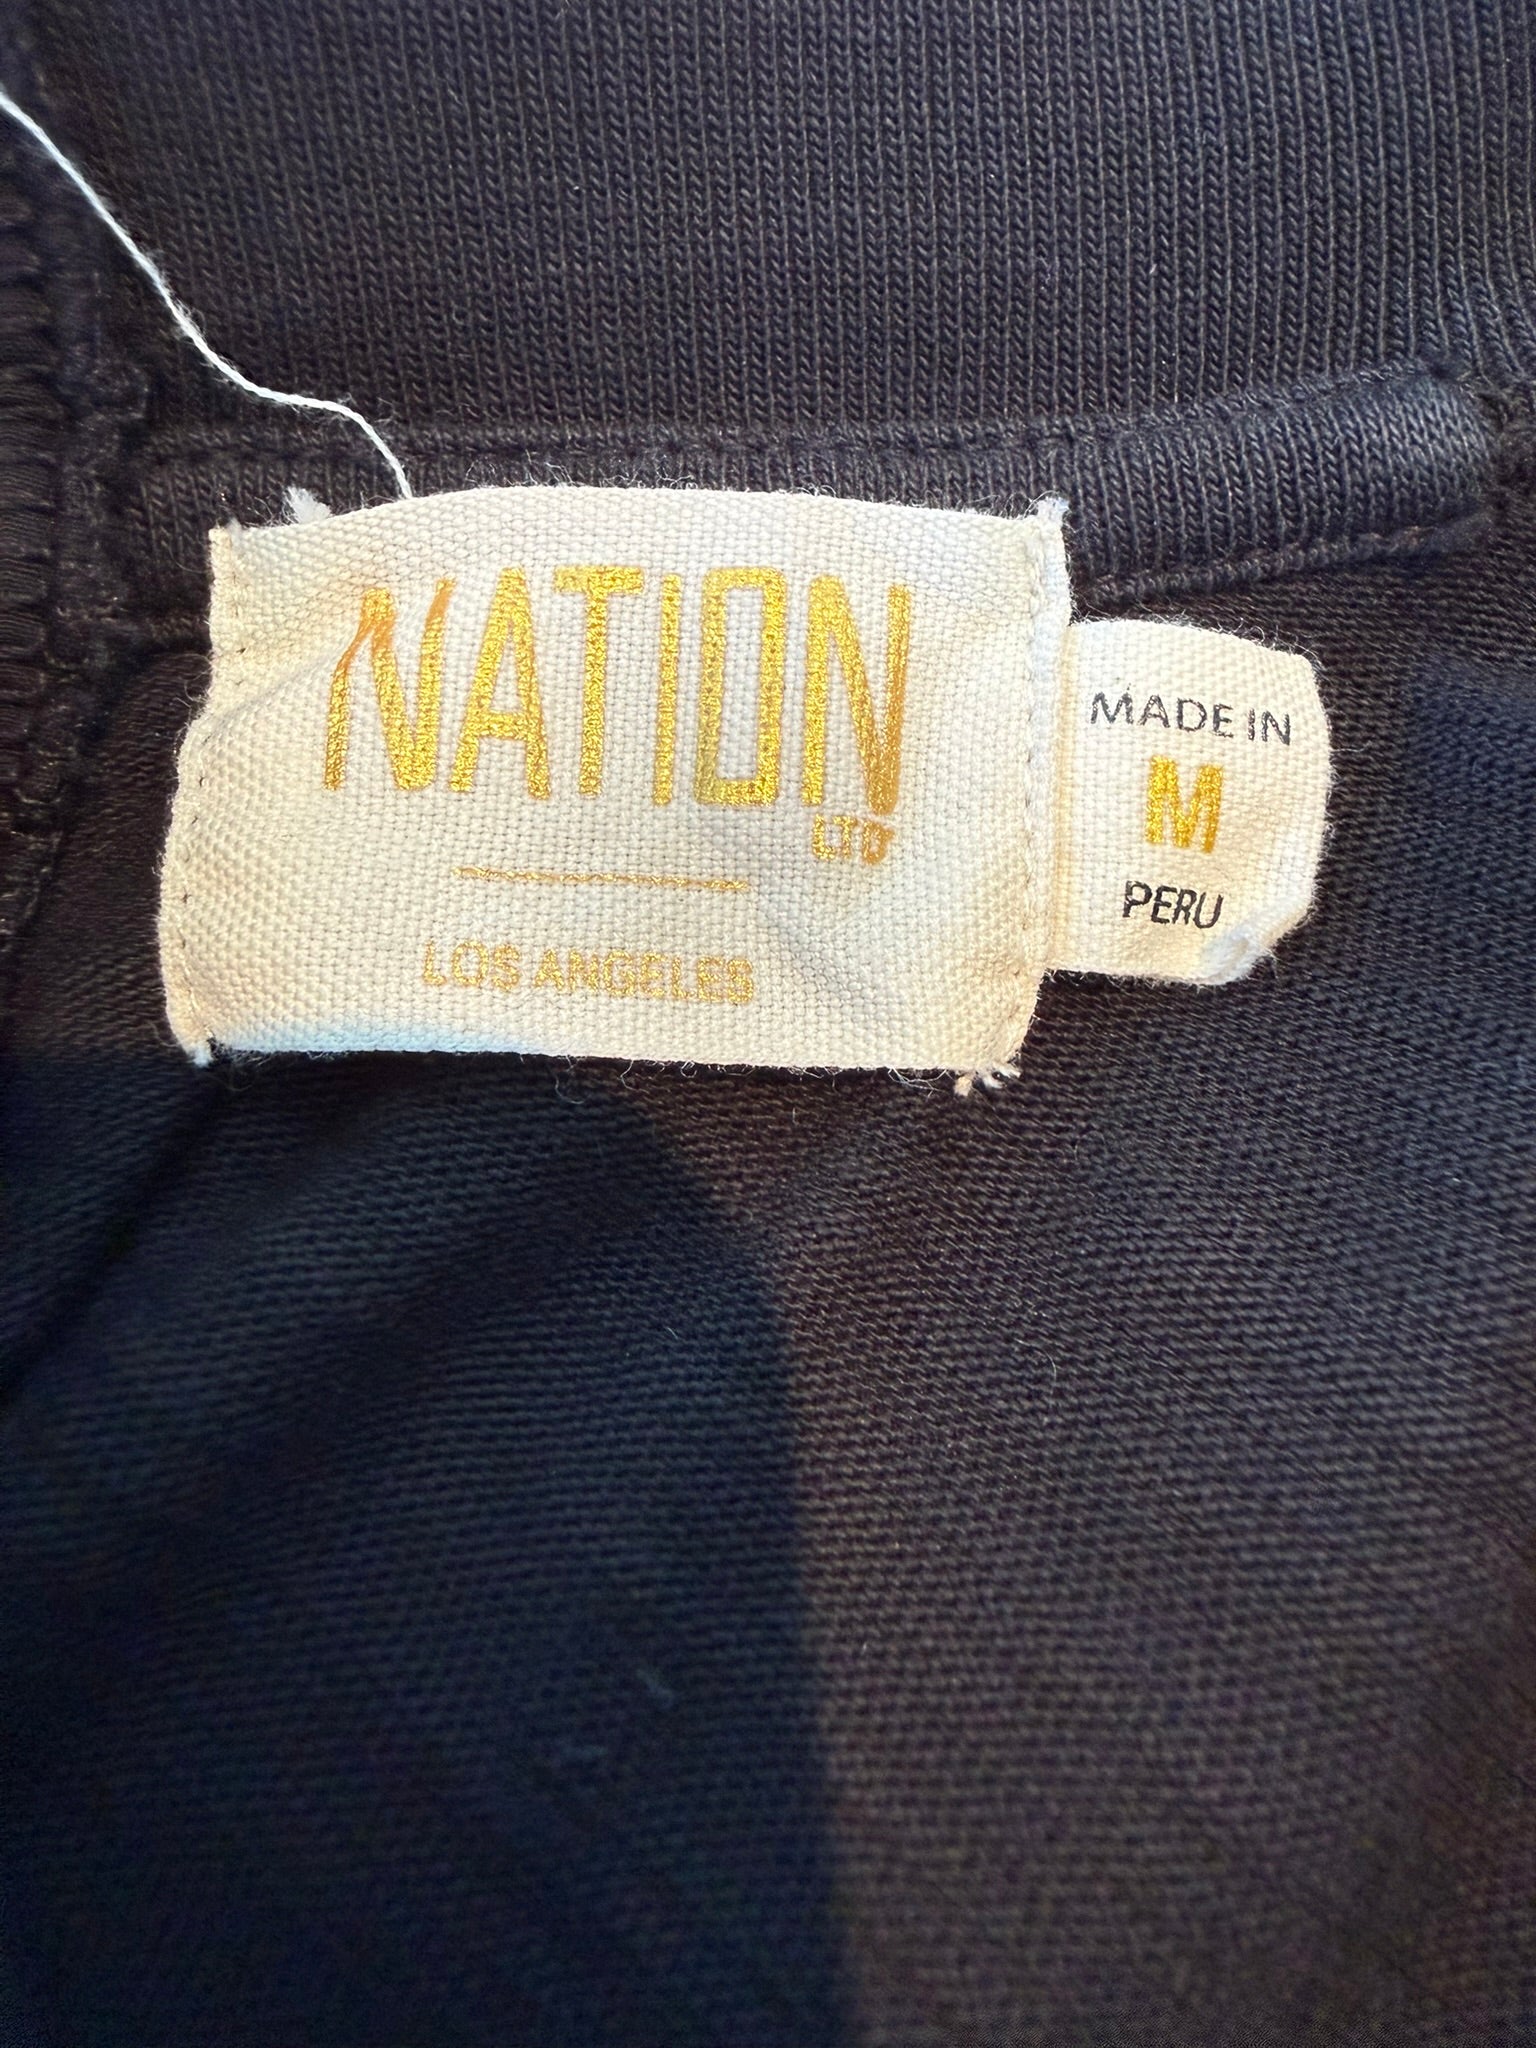 NATION
LTD
LOS ANGELES
MADE IN
M
PERU